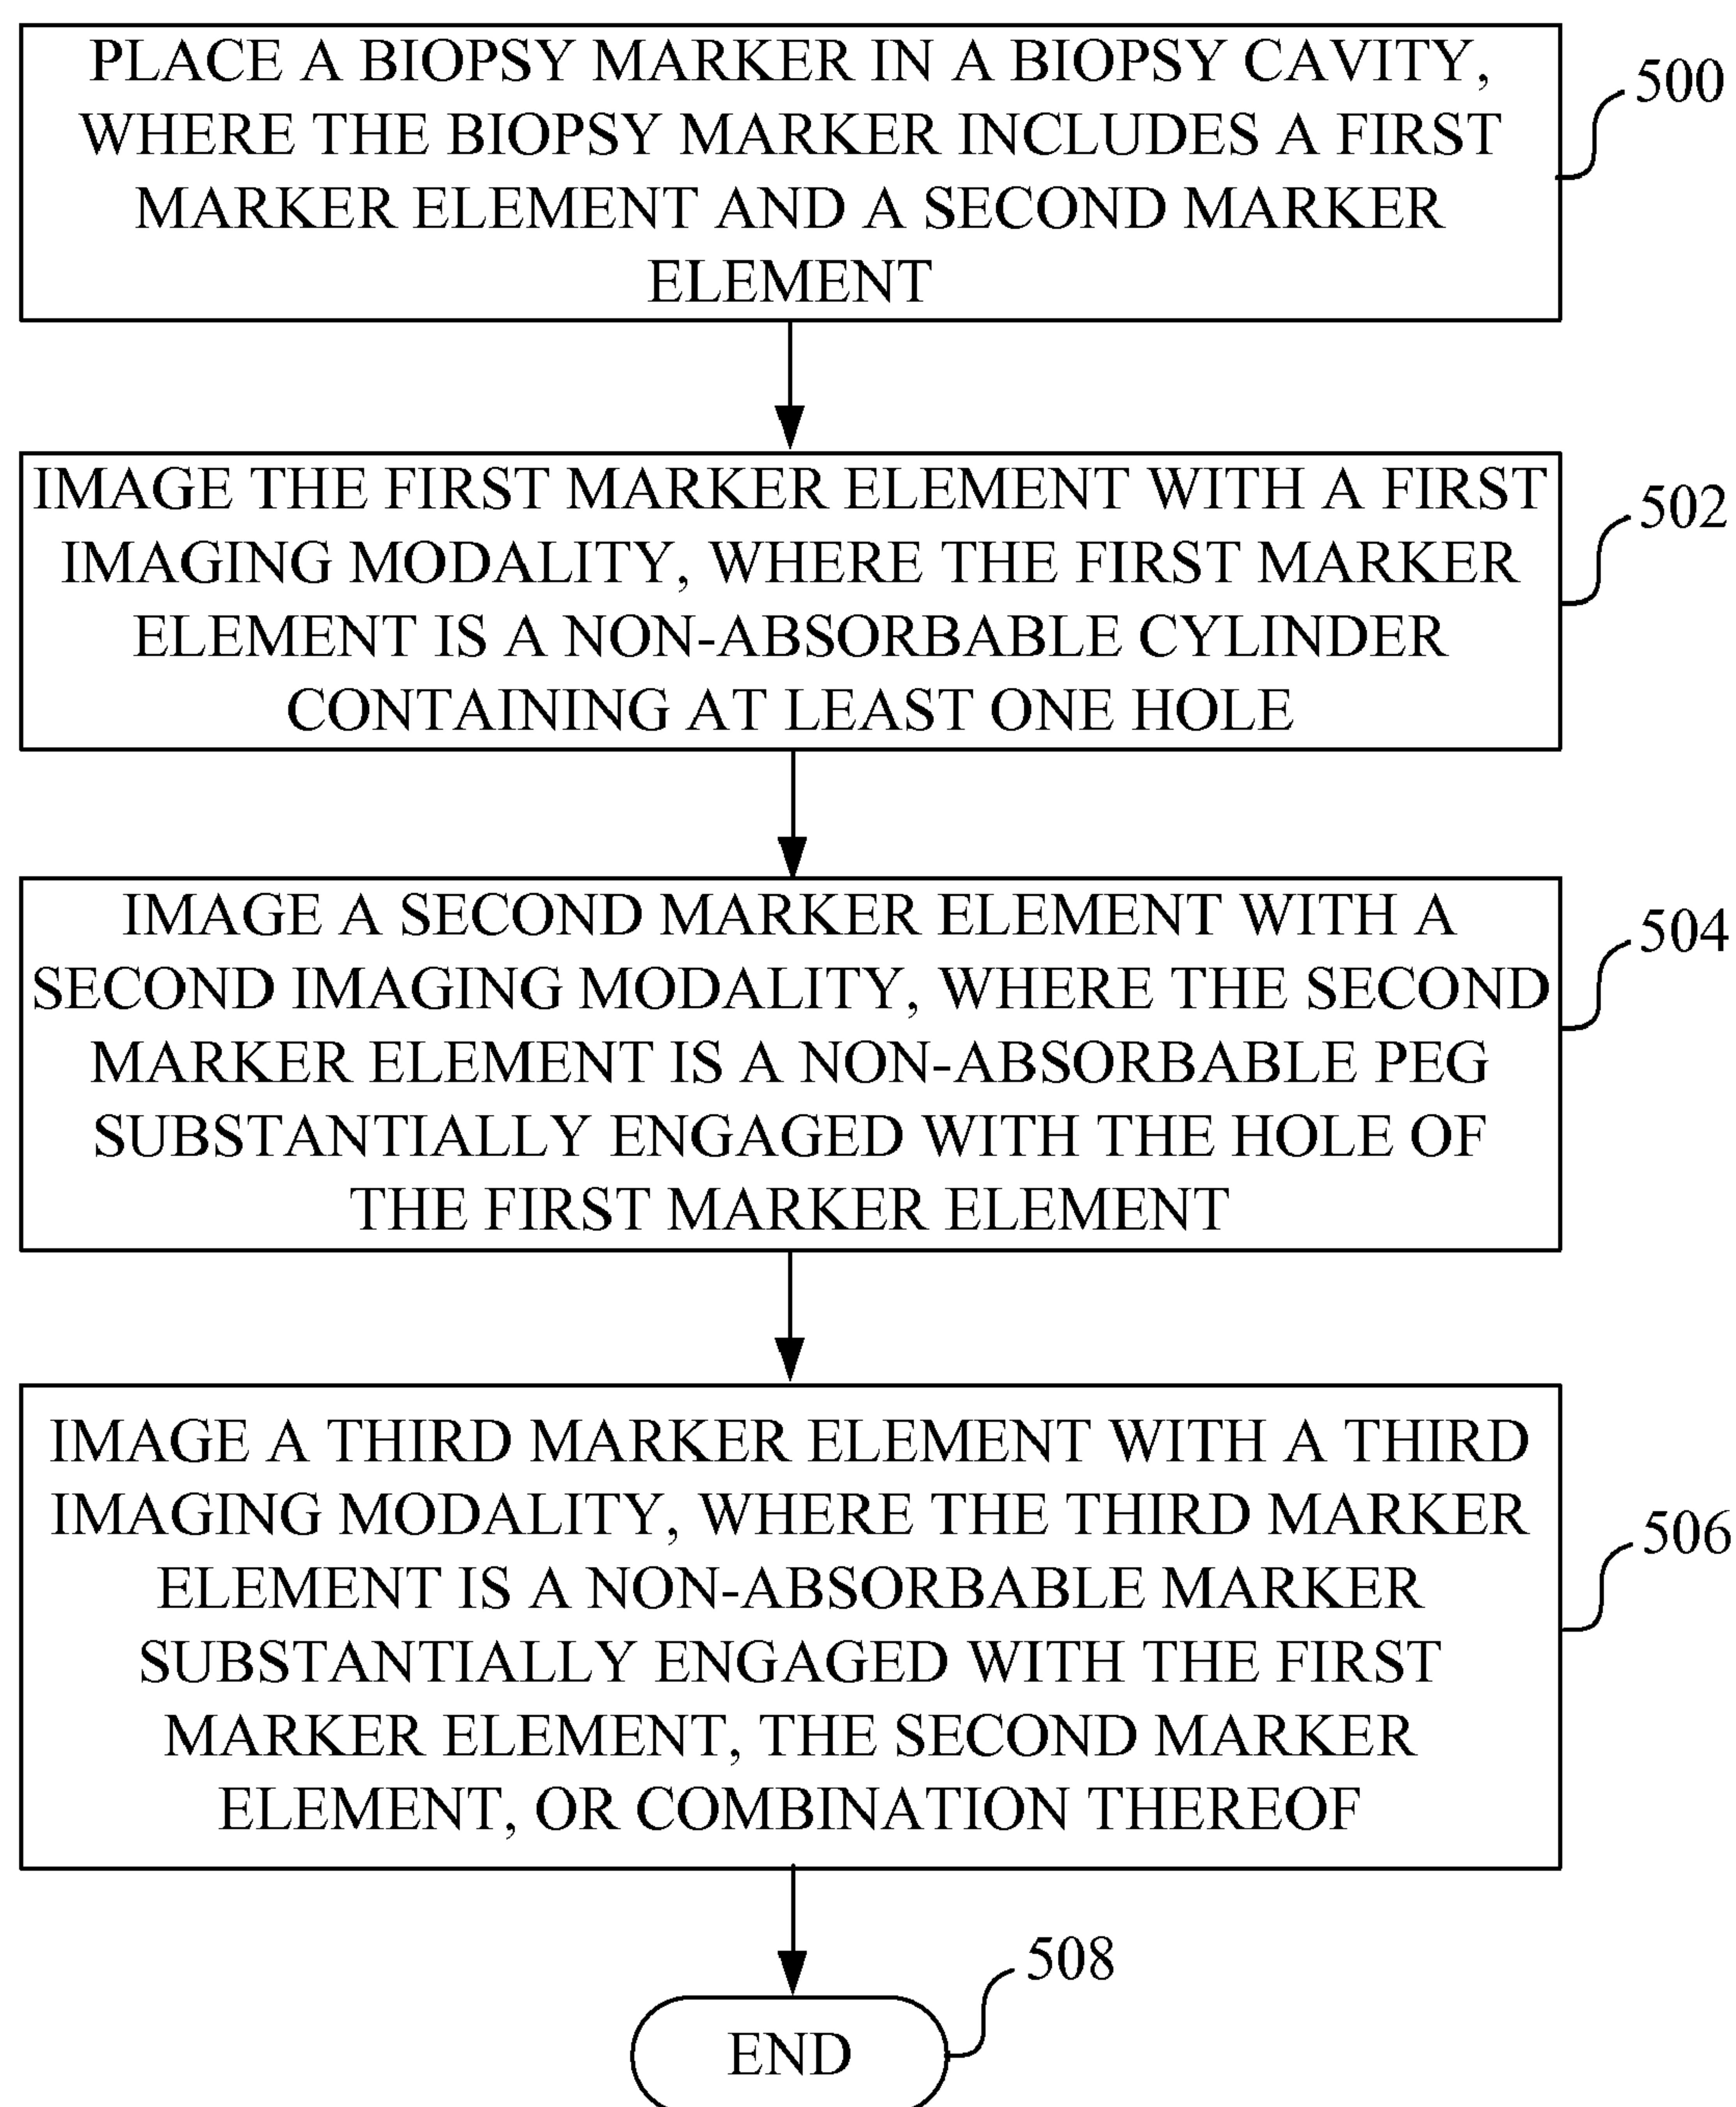 PLACE A BIOPSY MARKER IN A BIOPSY CAVITY,
WHERE THE BIOPSY MARKER INCLUDES A FIRST
MARKER ELEMENT AND A SECOND MARKER
ELEMENT
500
IMAGE THE FIRST MARKER ELEMENT WITH A FIRST
IMAGING MODALITY, WHERE THE FIRST MARKER
ELEMENT IS A NON-ABSORBABLE CYLINDER
CONTAINING AT LEAST ONE HOLE
502
IMAGE A SECOND MARKER ELEMENT WITH A
SECOND IMAGING MODALITY, WHERE THE SECOND
MARKER ELEMENT IS A NON-ABSORBABLE PEG
SUBSTANTIALLY ENGAGED WITH THE HOLE OF
THE FIRST MARKER ELEMENT
504
IMAGE A THIRD MARKER ELEMENT WITH A THIRD
IMAGING MODALITY, WHERE THE THIRD MARKER
ELEMENT IS A NON-ABSORBABLE MARKER
SUBSTANTIALLY ENGAGED WITH THE FIRST
MARKER ELEMENT, THE SECOND MARKER
ELEMENT, OR COMBINATION THEREOF
506
END
508